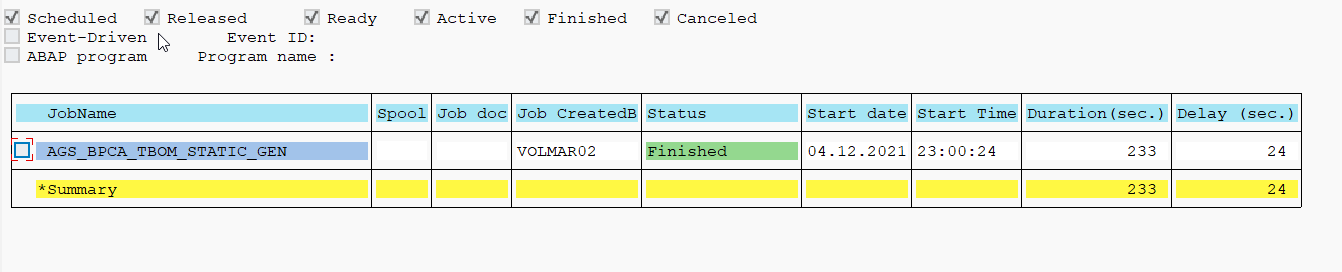 Scheduled Released Ready Active Finished Canceled
Event-Driven Event ID:
ABAP program Program name :
JobName Spool Job doc Job CreatedB Status Start date Start Time Duration(sec.) Delay (sec.)
AGS_BPCA_TBOM_STATIC_GEN VOLMAR02 Finished 04.12.2021 23:00:24 233 24
*Summary 233 24